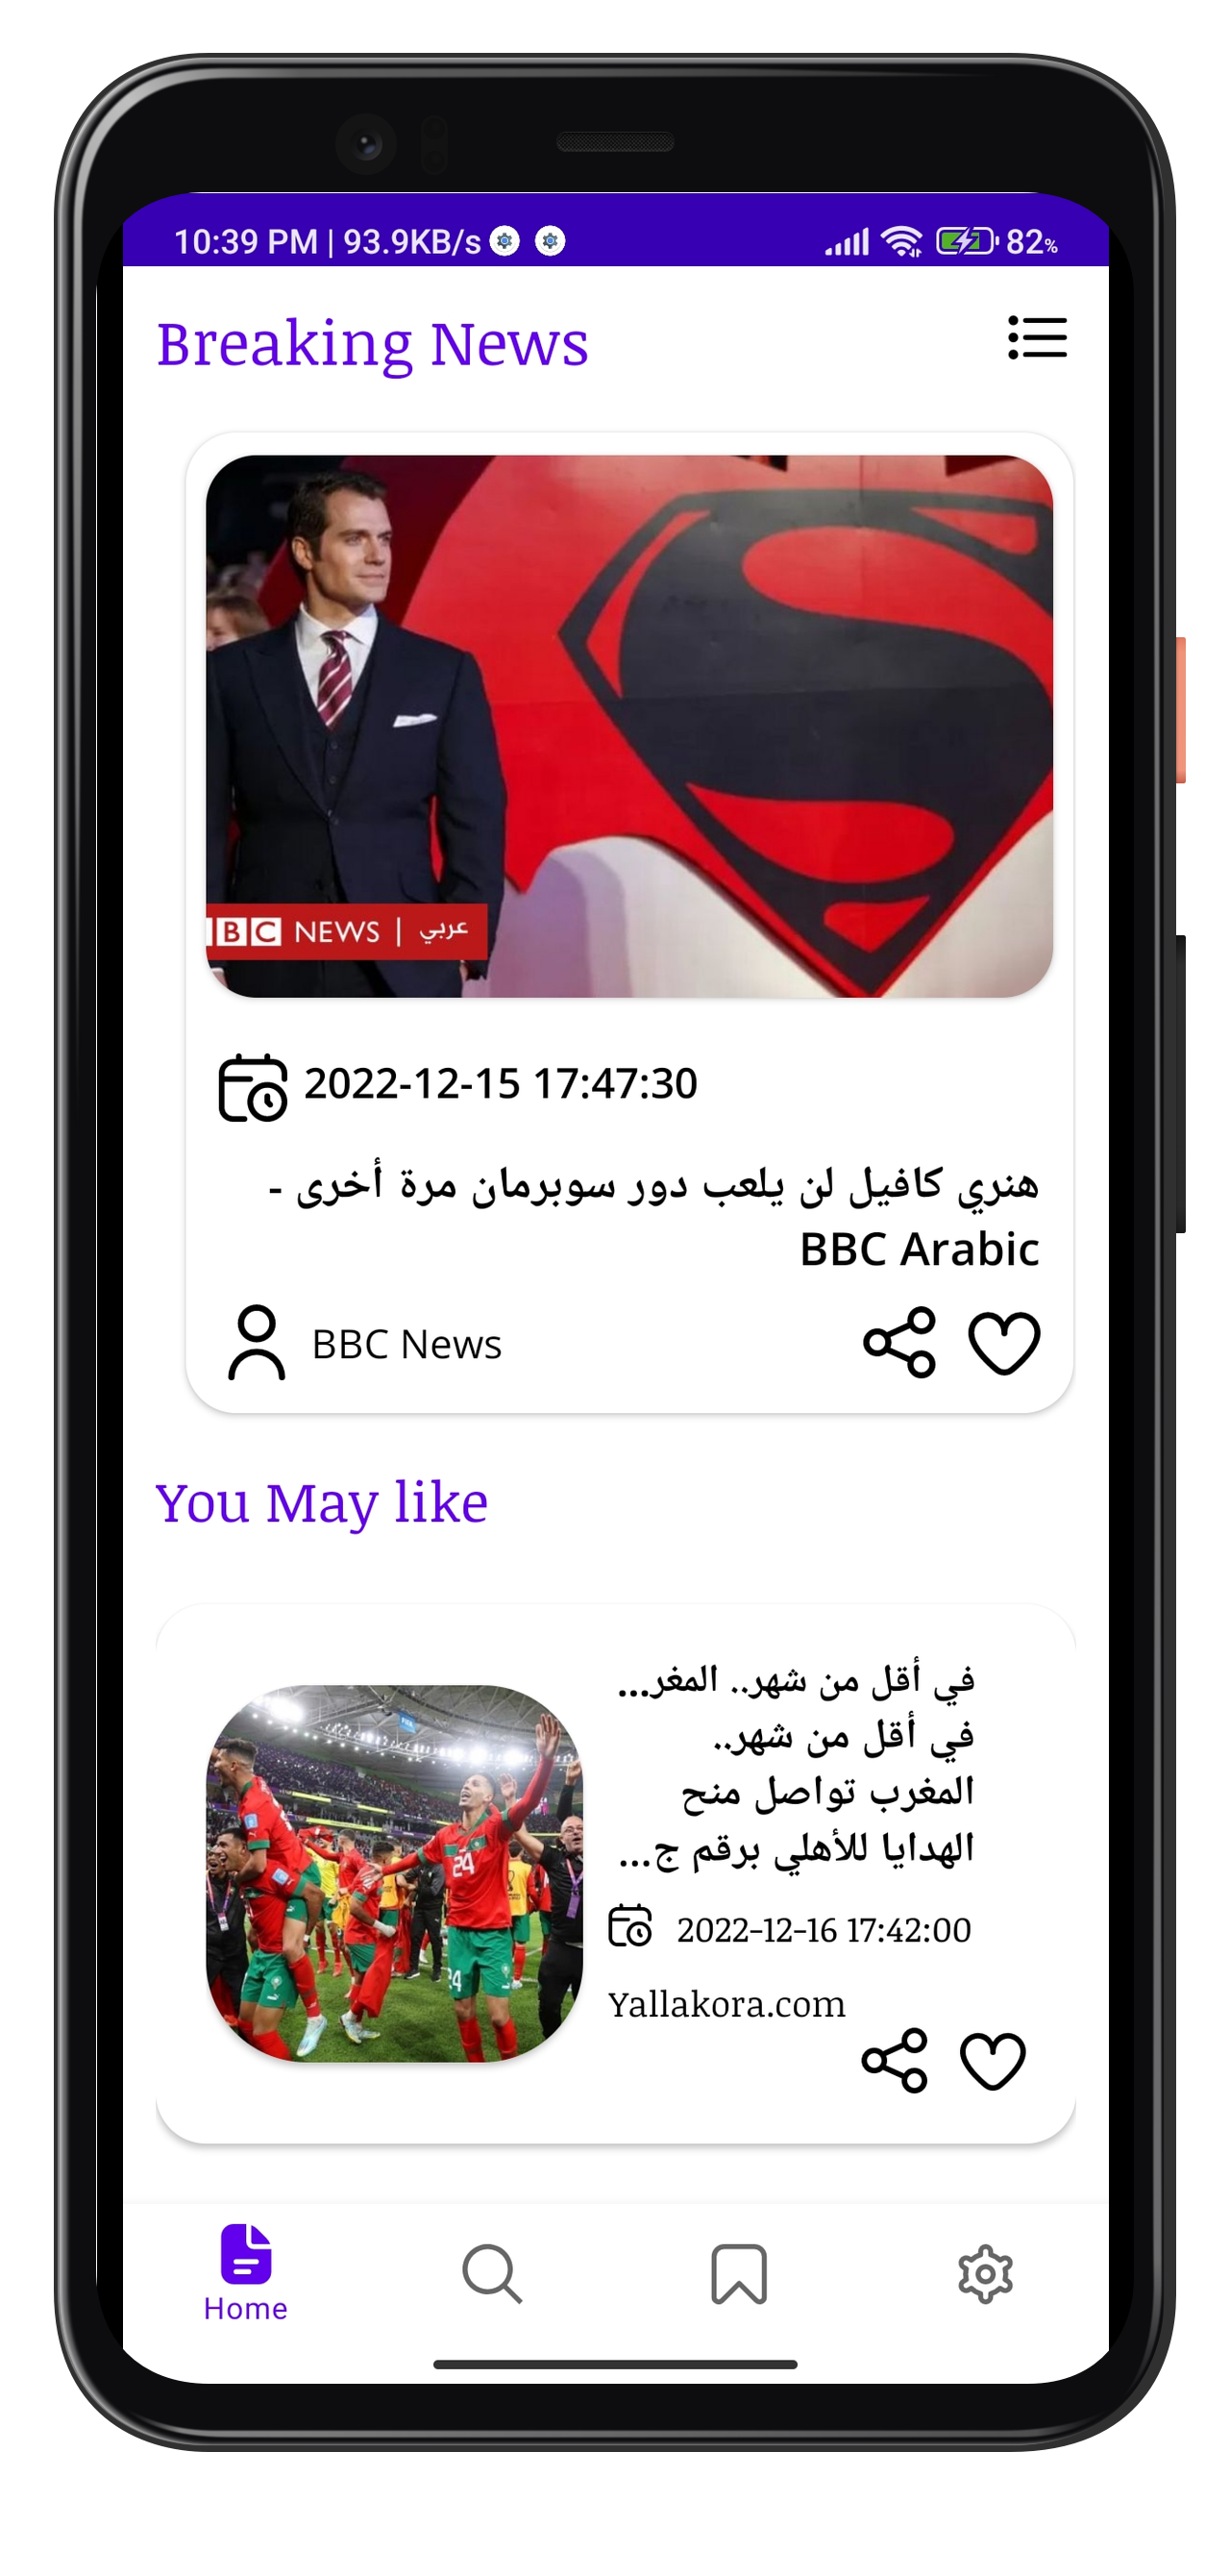 10:39 PM | 93.9KB/s 82%
Breaking News
BBC NEWS | عربي
2022-12-15 17:47:30
هنري كافيل لن يلعب دور سوبرمان مرة أخرى -
BBC Arabic
BBC News
You May like
في أقل من شهر.. المغر...
في أقل من شهر..
المغرب تواصل منح
الهدايا للأهلي برقم ج...
24
24
2022-12-16 17:42:00
Yallakora.com
Home